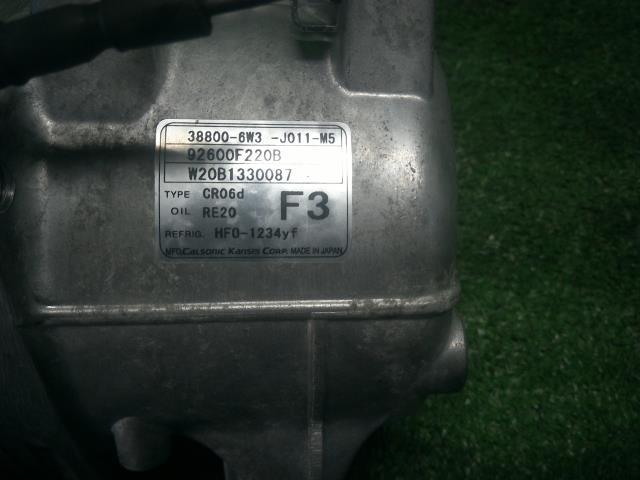 38800-6W3 -J011-M5
92600F220B
W20B1330087
TYPE CR06d
OIL RE20
F3
REFRIG. HFO-1234yf
MFD. CALSONIC KANSEI CORP. MADE IN JAPAN